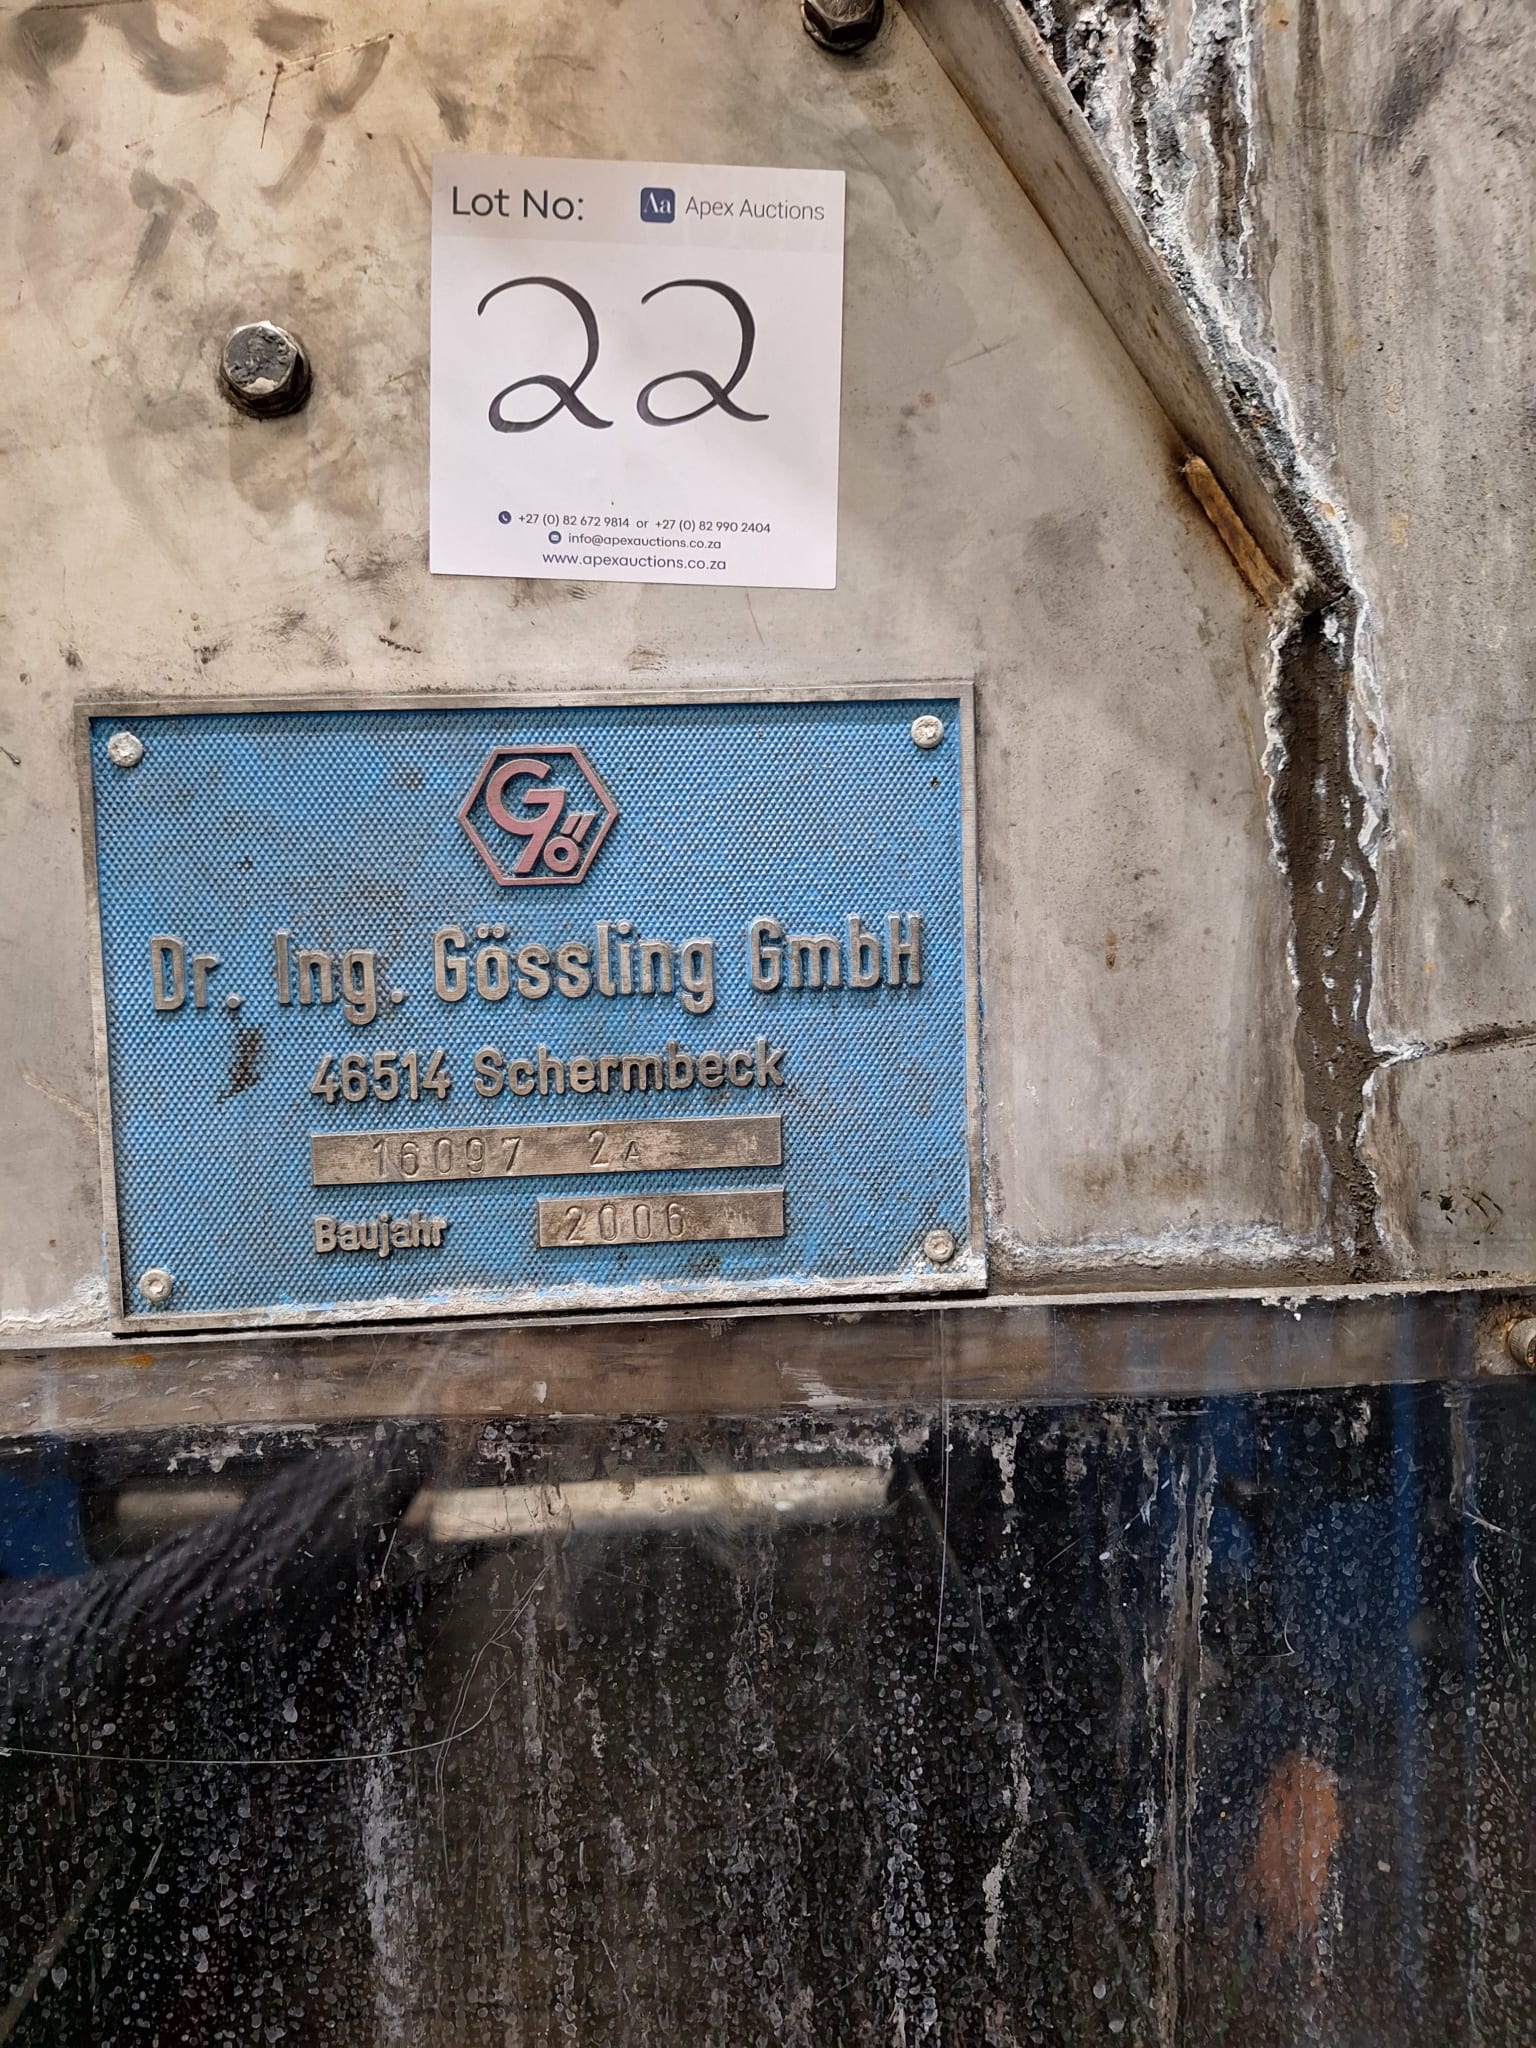 Lot No:
Aa Apex Auctions
22
+27 (0) 82 672 9814 or +27 (0) 82 990 2404
info@apexauctions.co.za
www.apexauctions.co.za
Gö
Dr. Ing. Gössling GmbH
46514 Schermbeck
16097 2A
Baujahr 2006